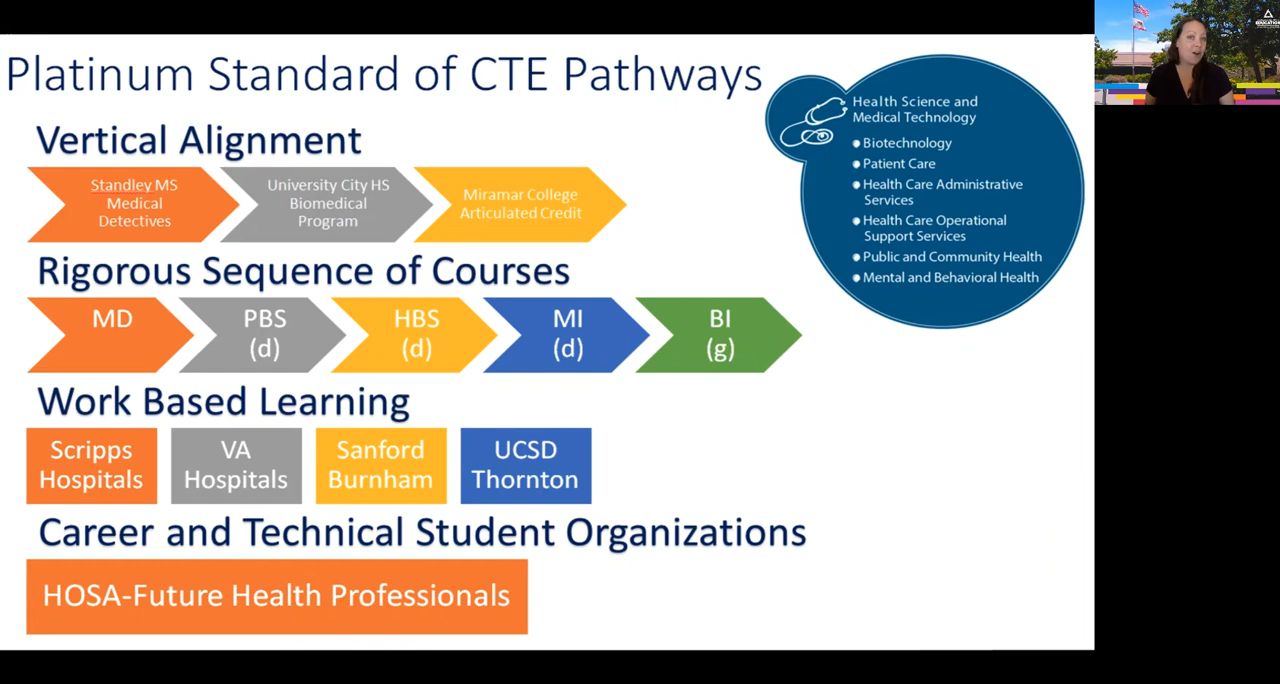 Platinum Standard of CTE Pathways
Vertical Alignment
Standley MS
Medical
Detectives
University City HS
Biomedical
Program
Miramar College
Articulated Credit
Rigorous Sequence of Courses
MD
PBS
(d)
HBS
(d)
MI
(d)
BI
(g)
Work Based Learning
Scripps
Hospitals
VA
Hospitals
Sanford
Burnham
UCSD
Thornton
Career and Technical Student Organizations
HOSA-Future Health Professionals
Health Science and
Medical Technology
Biotechnology
Patient Care
Health Care Administrative
Services
Health Care Operational
Support Services
Public and Community Health
Mental and Behavioral Health
EDUCATION